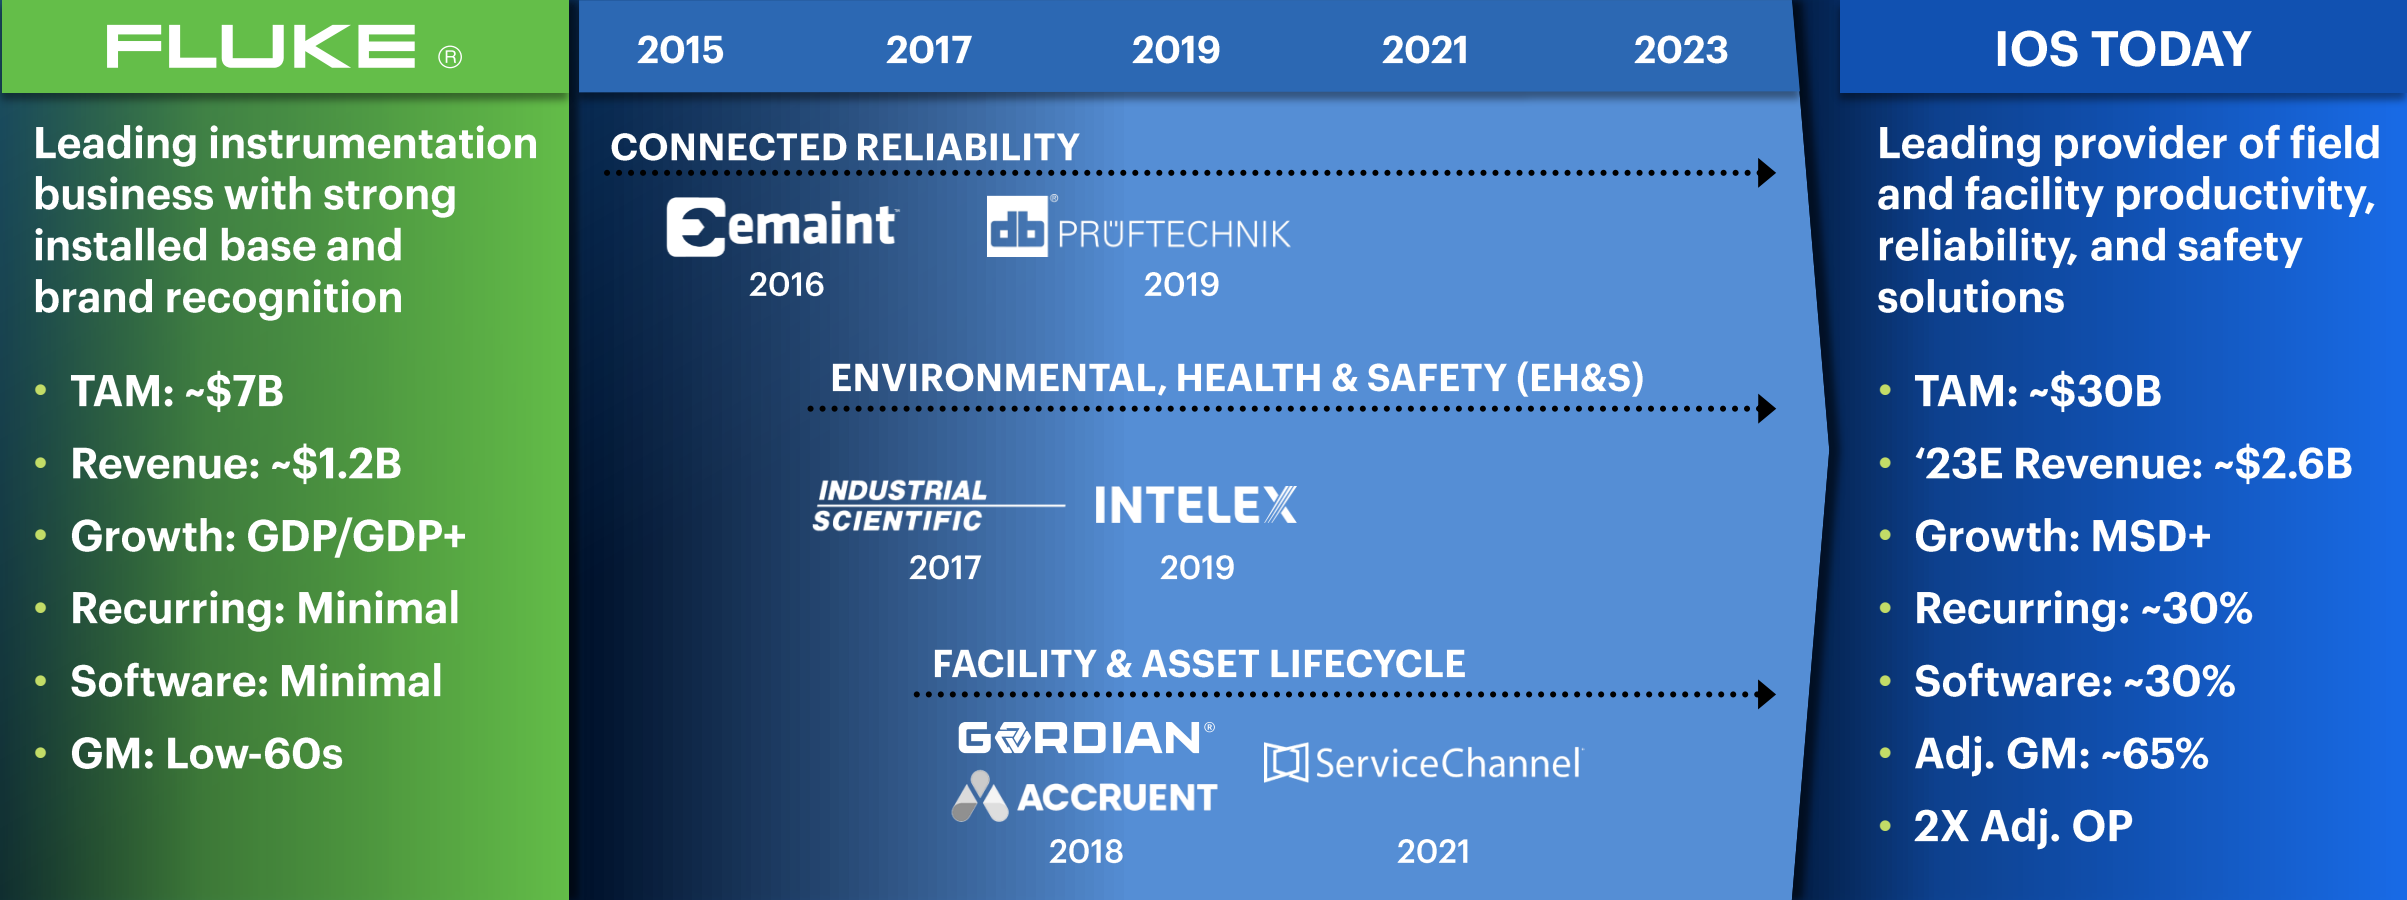 FLUKE ®
Leading instrumentation
business with strong
installed base and
brand recognition
• TAM: ~$7B
• Revenue: ~$1.2B
• Growth: GDP/GDP+
• Recurring: Minimal
• Software: Minimal
• GM: Low-60s
2015 2017 2019 2021 2023
CONNECTED RELIABILITY
emaint™ PRÜFTECHNIK
2016 2019
ENVIRONMENTAL, HEALTH & SAFETY (EH&S)
INDUSTRIAL
SCIENTIFIC
INTELEX
2017 2019
FACILITY & ASSET LIFECYCLE
GORDIAN®
ACCRUENT
ServiceChannel
2018 2021
IOS TODAY
Leading provider of field
and facility productivity,
reliability, and safety
solutions
• TAM: ~$30B
• ‘23E Revenue: ~$2.6B
• Growth: MSD+
• Recurring: ~30%
• Software: ~30%
• Adj. GM: ~65%
• 2X Adj. OP